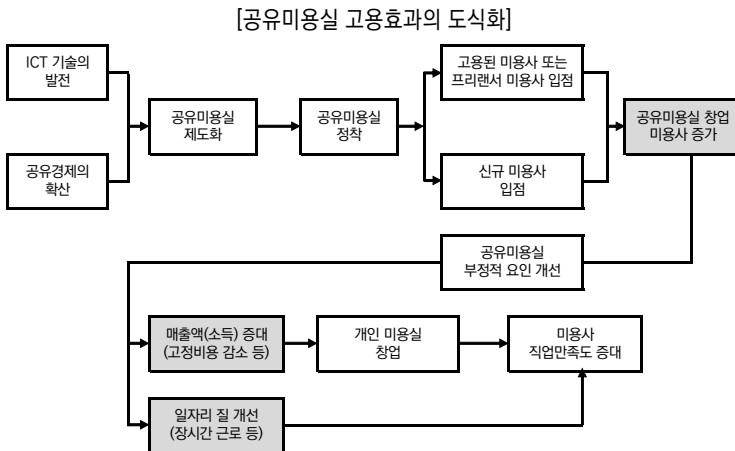 [공유미용실 고용효과의 도식화]
ICT 기술의
발전
공유경제의
확산
공유미용실
제도화
공유미용실
정착
고용된 미용사 또는
프리랜서 미용사 입점
신규 미용사
입점
공유미용실 창업
미용사 증가
공유미용실
부정적 요인 개선
매출액(소득) 증대
(고정비용 감소 등)
개인 미용실
창업
미용사
직업만족도 증대
일자리 질 개선
(장시간 근로 등)